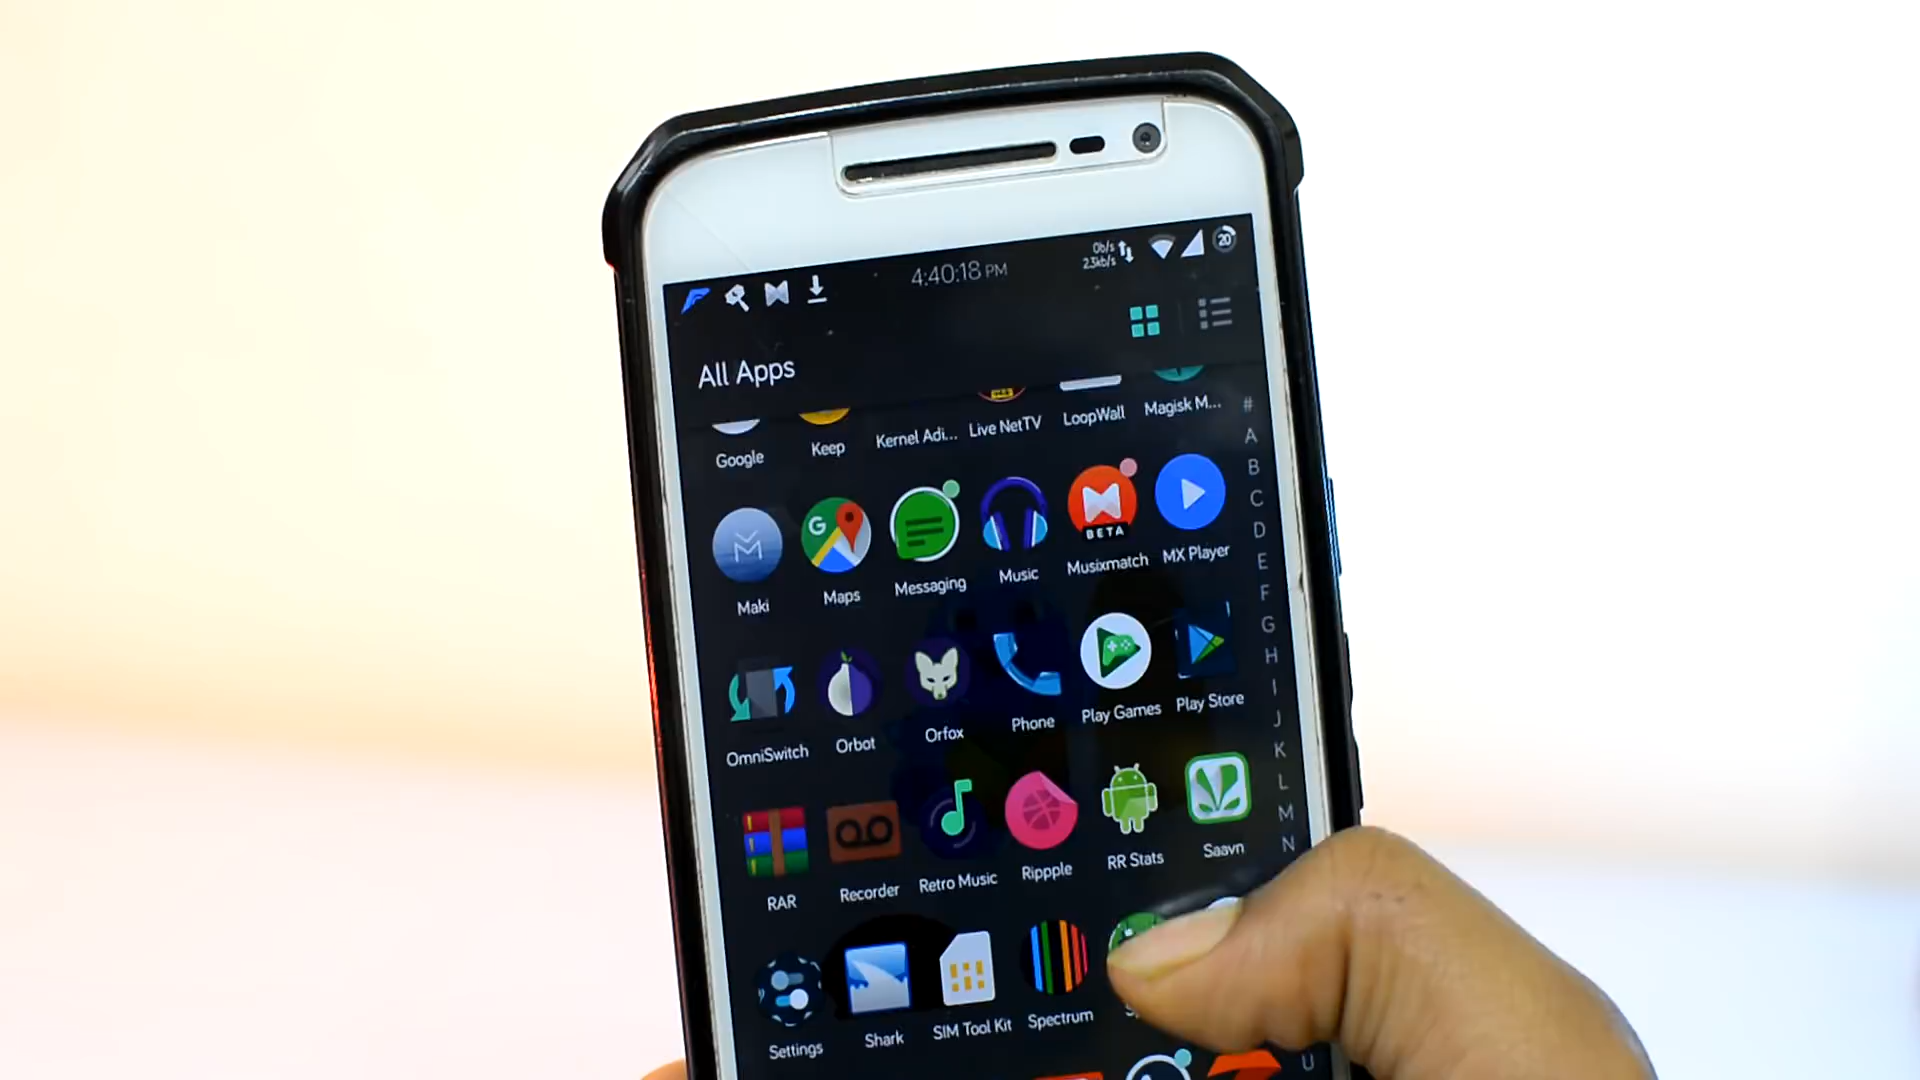 4:40:18 PM
0b/s
23kb/s
20
All Apps
Google Keep Kernel Adi... Live NetTV LoopWall Magisk M...
BETA
Maki Maps Messaging Music Musixmatch MX Player
OmniSwitch Orbot Orfox Phone Play Games Play Store
RAR Recorder Retro Music Rippple RR Stats Saavn
Settings Shark SIM Tool Kit Spectrum
#
A
B
C
D
E
F
G
H
I
J
K
L
M
N
U